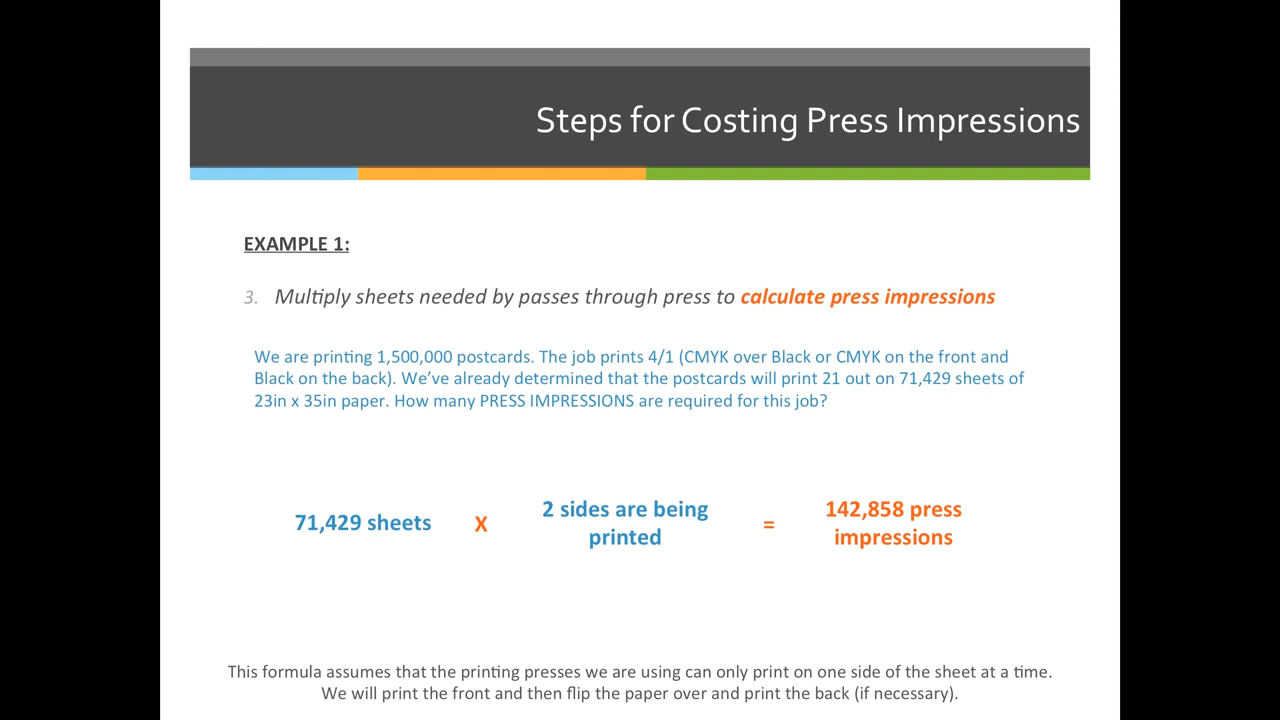 Steps for Costing Press Impressions
EXAMPLE 1:
3. Multiply sheets needed by passes through press to calculate press impressions
We are printing 1,500,000 postcards. The job prints 4/1 (CMYK over Black or CMYK on the front and
Black on the back). We’ve already determined that the postcards will print 21 out on 71,429 sheets of
23in x 35in paper. How many PRESS IMPRESSIONS are required for this job?
71,429 sheets X 2 sides are being printed = 142,858 press impressions
This formula assumes that the printing presses we are using can only print on one side of the sheet at a time.
We will print the front and then flip the paper over and print the back (if necessary).